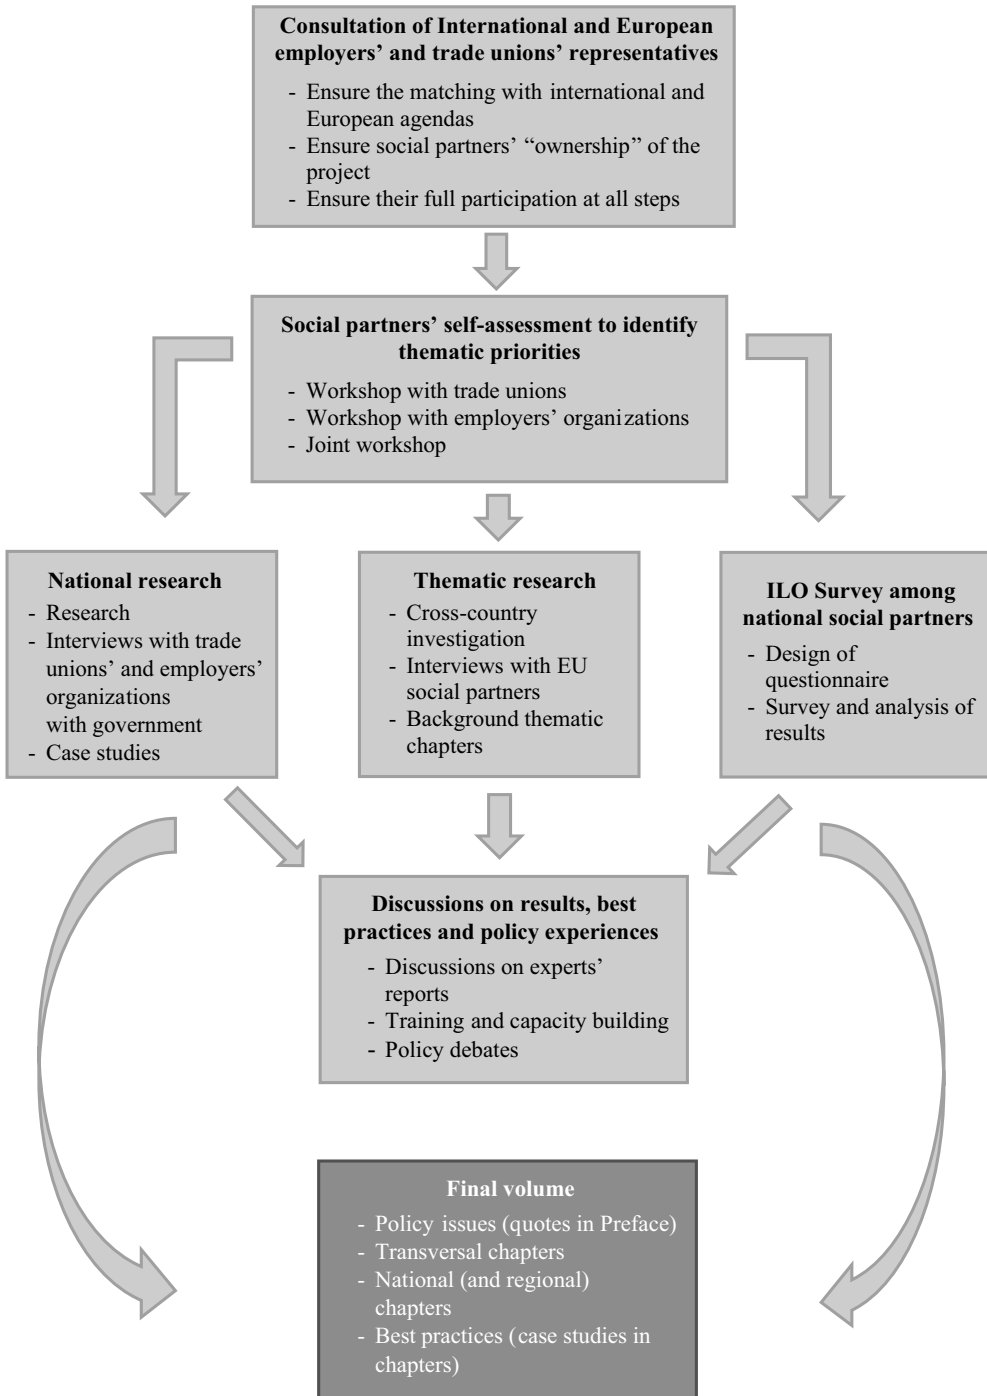 Consultation of International and European
employers’ and trade unions’ representatives
- Ensure the matching with international and
European agendas
- Ensure social partners’ “ownership” of the
project
- Ensure their full participation at all steps
Social partners’ self-assessment to identify
thematic priorities
- Workshop with trade unions
- Workshop with employers’ organizations
- Joint workshop
National research
- Research
- Interviews with trade
unions’ and employers’
organizations
with government
- Case studies
Thematic research
- Cross-country
investigation
- Interviews with EU
social partners
- Background thematic
chapters
ILO Survey among
national social partners
- Design of
questionnaire
- Survey and analysis of
results
Discussions on results, best
practices and policy experiences
- Discussions on experts’
reports
- Training and capacity building
- Policy debates
Final volume
- Policy issues (quotes in Preface)
- Transversal chapters
- National (and regional)
chapters
- Best practices (case studies in
chapters)